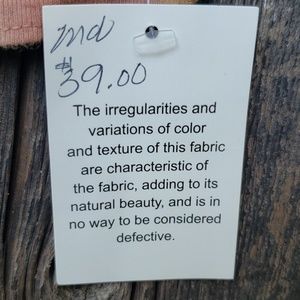 md
$39.00
The irregularities and
variations of color
and texture of this fabric
are characteristic of
the fabric, adding to its
natural beauty, and is in
no way to be considered
defective.